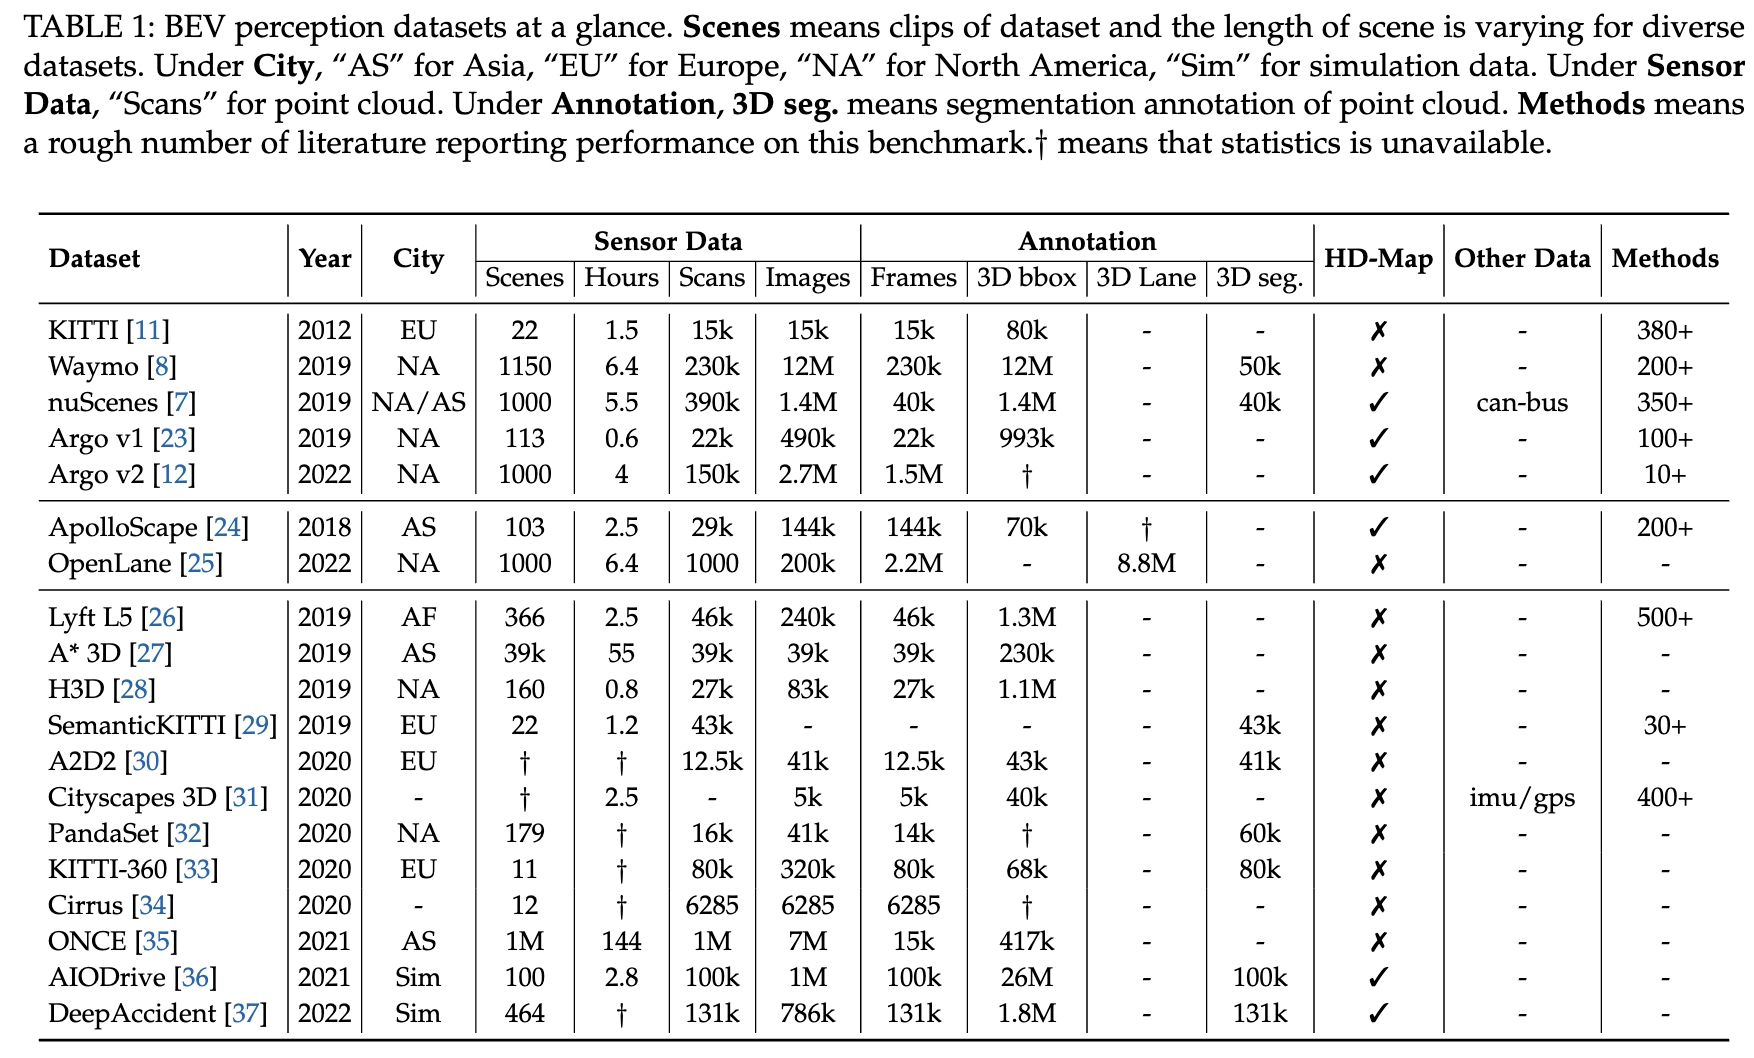 TABLE 1: BEV perception datasets at a glance. Scenes means clips of dataset and the length of scene is varying for diverse
datasets. Under City, “AS” for Asia, “EU” for Europe, “NA” for North America, “Sim” for simulation data. Under Sensor
Data, “Scans” for point cloud. Under Annotation, 3D seg. means segmentation annotation of point cloud. Methods means
a rough number of literature reporting performance on this benchmark.† means that statistics is unavailable.
Dataset Year City Sensor Data Annotation HD-Map Other Data Methods
Scenes Hours Scans Images Frames 3D bbox 3D Lane 3D seg.
KITTI [11] 2012 EU 22 1.5 15k 15k 15k 80k - - ✗ - 380+
Waymo [8] 2019 NA 1150 6.4 230k 12M 230k 12M - 50k ✗ - 200+
nuScenes [7] 2019 NA/AS 1000 5.5 390k 1.4M 40k 1.4M - 40k ✓ can-bus 350+
Argo v1 [23] 2019 NA 113 0.6 22k 490k 22k 993k - - ✓ - 100+
Argo v2 [12] 2022 NA 1000 4 150k 2.7M 1.5M † - - ✓ - 10+
ApolloScape [24] 2018 AS 103 2.5 29k 144k 144k 70k † - ✓ - 200+
OpenLane [25] 2022 NA 1000 6.4 1000 200k 2.2M - 8.8M - ✗ - -
Lyft L5 [26] 2019 AF 366 2.5 46k 240k 46k 1.3M - - ✗ - 500+
A* 3D [27] 2019 AS 39k 55 39k 39k 39k 230k - - ✗ - -
H3D [28] 2019 NA 160 0.8 27k 83k 27k 1.1M - - ✗ - -
SemanticKITTI [29] 2019 EU 22 1.2 43k - - - - 43k ✗ - 30+
A2D2 [30] 2020 EU † † 12.5k 41k 12.5k 43k - 41k ✗ - -
Cityscapes 3D [31] 2020 - † 2.5 - 5k 5k 40k - - ✗ imu/gps 400+
PandaSet [32] 2020 NA 179 † 16k 41k 14k † - 60k ✗ - -
KITTI-360 [33] 2020 EU 11 † 80k 320k 80k 68k - 80k ✗ - -
Cirrus [34] 2020 - 12 † 6285 6285 6285 † - - ✗ - -
ONCE [35] 2021 AS 1M 144 1M 7M 15k 417k - - ✗ - -
AIODrive [36] 2021 Sim 100 2.8 100k 1M 100k 26M - 100k ✓ - -
DeepAccident [37] 2022 Sim 464 † 131k 786k 131k 1.8M - 131k ✓ - -